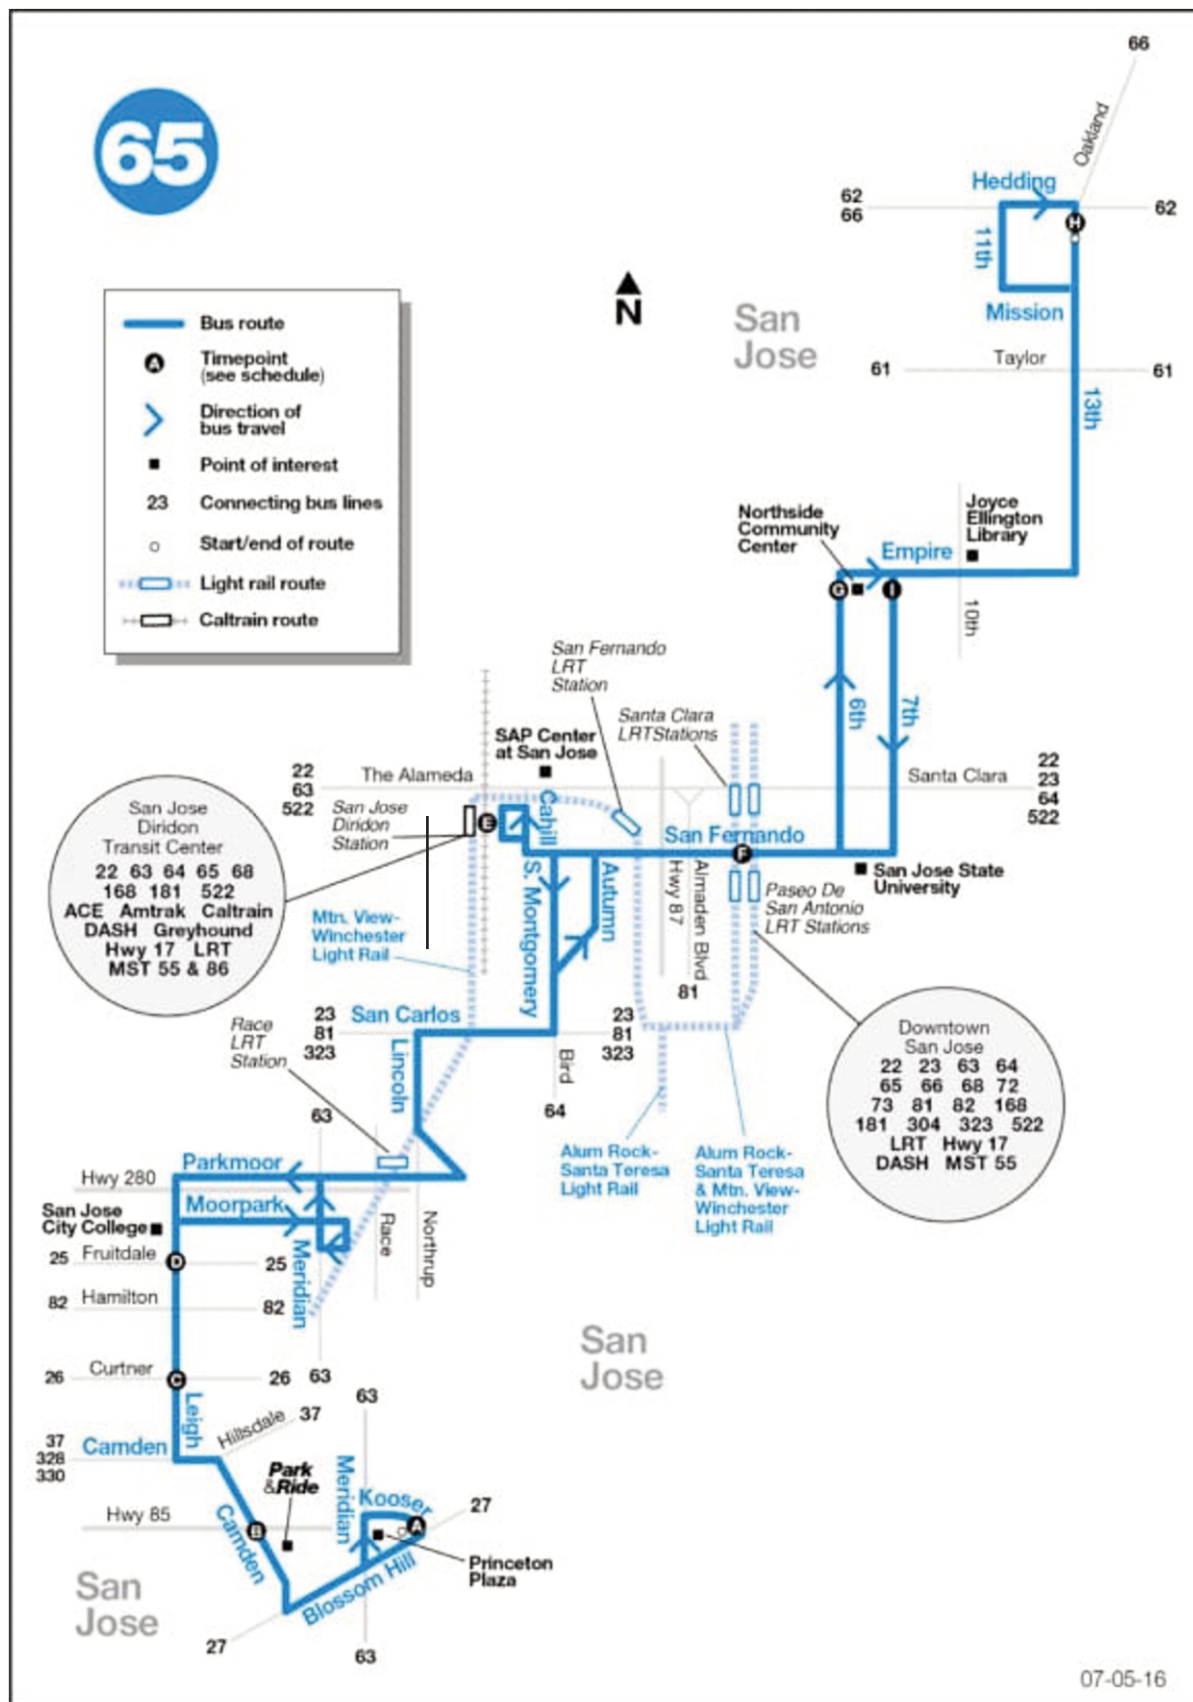 66
Oakland
65
Hedding
62
66
62
H
11th
Mission
N
San
Jose
Bus route
A
Timepoint
(see schedule)
Direction of
bus travel
Point of interest
23
Connecting bus lines
Start/end of route
Light rail route
Caltrain route
61
Taylor
61
13th
Northside
Community
Center
Joyce
Ellington
Library
Empire
G
I
10th
San Fernando
LRT
Station
6th
7th
Santa Clara
LRTStations
SAP Center
at San Jose
22
63
522
The Alameda
Santa Clara
22
23
64
522
San Jose
Diridon
Station
E
Cahill
San Fernando
F
San Jose
Diridon
Transit Center
22 63 64 65 68
168 181 522
ACE Amtrak Caltrain
DASH Greyhound
Hwy 17 LRT
MST 55 & 86
S. Montgomery
Autumn
Hwy 87
Almaden Blvd
81
San Jose State
University
Paseo De
San Antonio
LRT Stations
Mtn. View-
Winchester
Light Rail
23
81
323
San Carlos
23
81
323
Race
LRT
Station
Lincoln
Bird
64
Downtown
San Jose
22 23 63 64
65 66 68 72
73 81 82 168
181 304 323 522
LRT Hwy 17
DASH MST 55
63
Alum Rock-
Santa Teresa
Light Rail
Alum Rock-
Santa Teresa
& Mtn. View-
Winchester
Light Rail
Parkmoor
Hwy 280
Moorpark
San Jose
City College
Race
Northrup
25
Fruitdale
D
25
Meridian
82
Hamilton
82
26
Curtner
C
26
63
San
Jose
Leigh
Hillsdale
37
63
37
328
330
Camden
Park
&Ride
Meridian
Kooser
27
Hwy 85
B
A
Camden
Blossom Hill
Princeton
Plaza
San
Jose
27
63
07-05-16